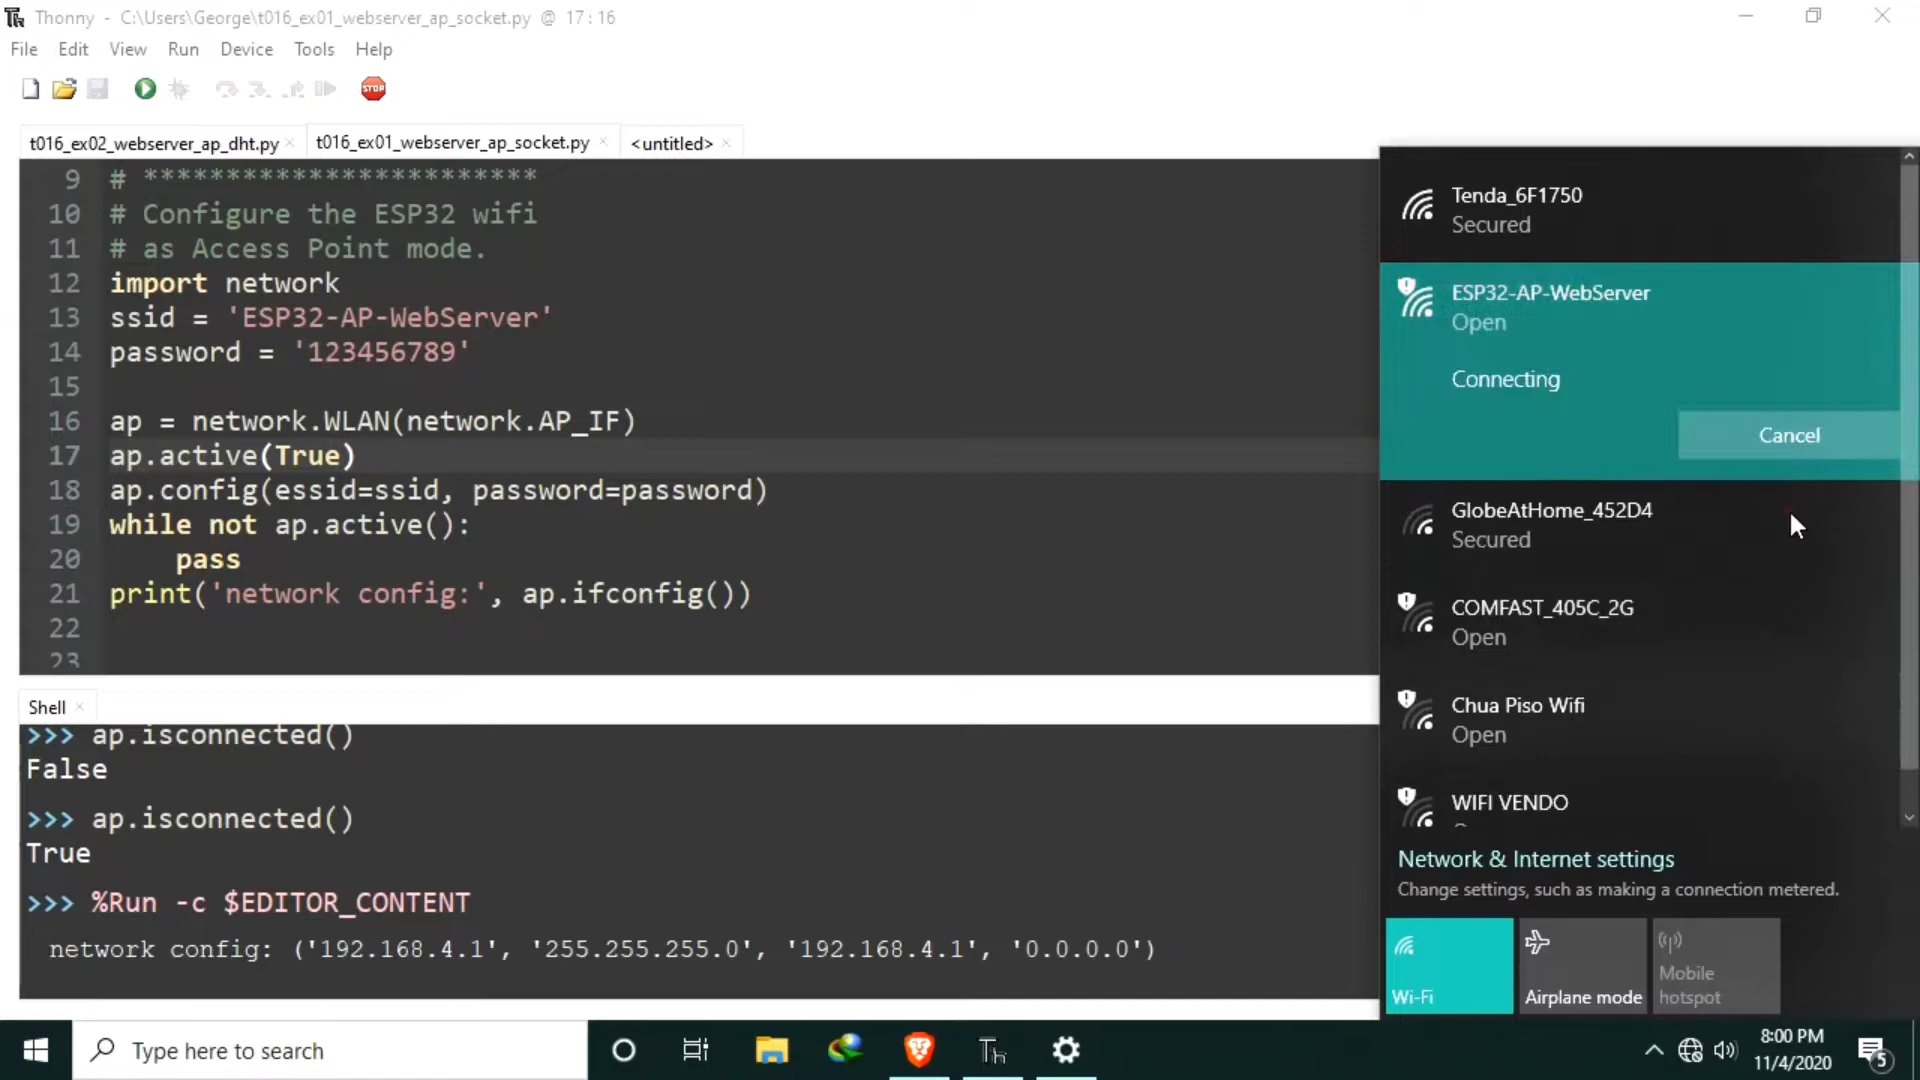 Thonny - C:\Users\George\t016_ex01_webserver_ap_socket.py @ 17:16
File Edit View Run Device Tools Help
STOP
t016_ex02_webserver_ap_dht.py × t016_ex01_webserver_ap_socket.py × <untitled> ×
9 # ************************
10 # Configure the ESP32 wifi
11 # as Access Point mode.
12 import network
13 ssid = 'ESP32-AP-WebServer'
14 password = '123456789'
15
16 ap = network.WLAN(network.AP_IF)
17 ap.active(True)
18 ap.config(essid=ssid, password=password)
19 while not ap.active():
20 pass
21 print('network config:', ap.ifconfig())
22
23
Shell ×
>>> ap.isconnected()
False
>>> ap.isconnected()
True
>>> %Run -c $EDITOR_CONTENT
network config: ('192.168.4.1', '255.255.255.0', '192.168.4.1', '0.0.0.0')
Tenda_6F1750
Secured
ESP32-AP-WebServer
Open
Connecting
Cancel
GlobeAtHome_452D4
Secured
COMFAST_405C_2G
Open
Chua Piso Wifi
Open
WIFI VENDO
Network & Internet settings
Change settings, such as making a connection metered.
Wi-Fi
Airplane mode
Mobile
hotspot
Type here to search
Th
8:00 PM
11/4/2020
5